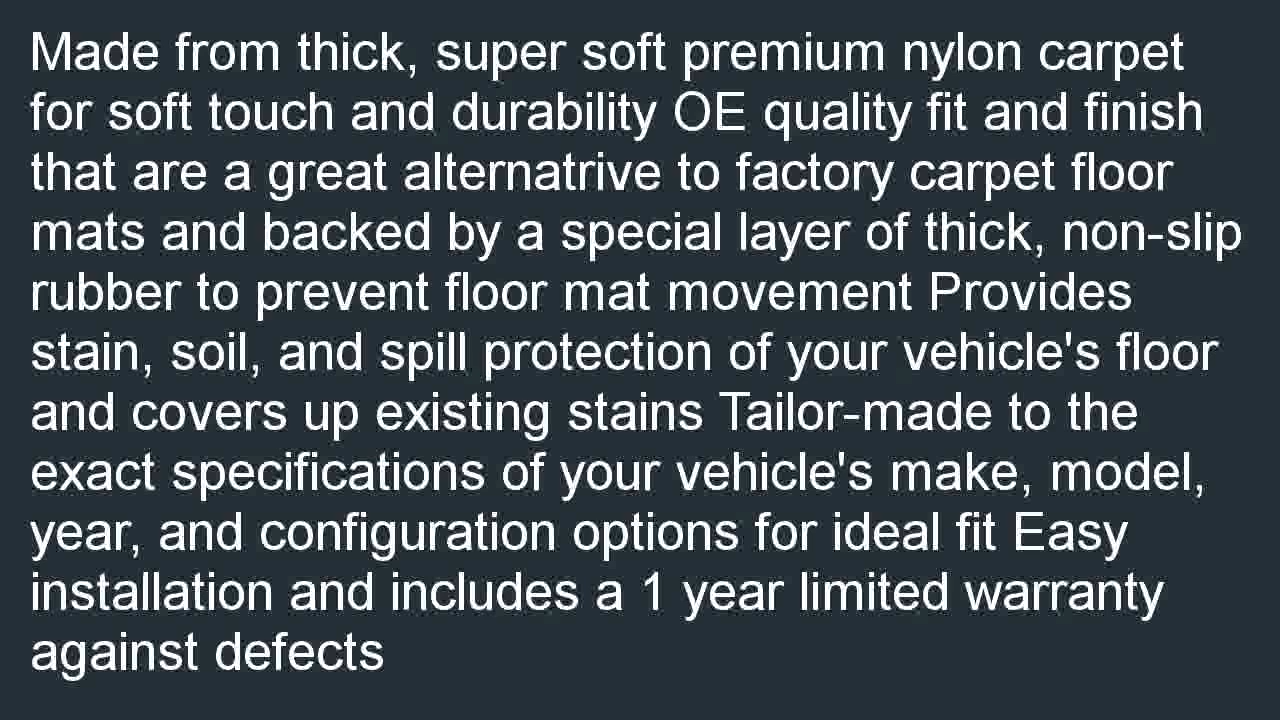 Made from thick, super soft premium nylon carpet
for soft touch and durability OE quality fit and finish
that are a great alternatrive to factory carpet floor
mats and backed by a special layer of thick, non-slip
rubber to prevent floor mat movement Provides
stain, soil, and spill protection of your vehicle's floor
and covers up existing stains Tailor-made to the
exact specifications of your vehicle's make, model,
year, and configuration options for ideal fit Easy
installation and includes a 1 year limited warranty
against defects